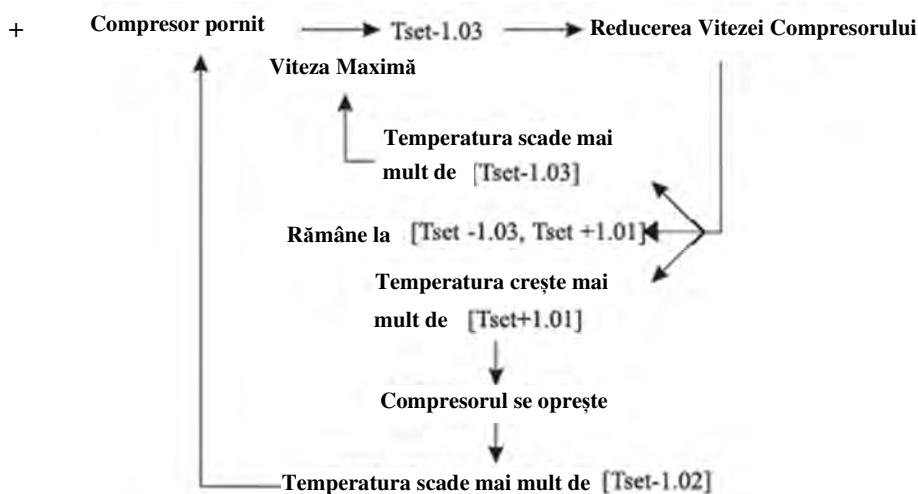 + Compresor pornit Tset-1.03 Reducerea Vitezei Compresorului
Viteza Maximă
Temperatura scade mai
mult de [Tset-1.03]
Rămâne la [Tset -1.03, Tset +1.01]
Temperatura crește mai
mult de [Tset+1.01]
Compresorul se oprește
Temperatura scade mai mult de [Tset-1.02]